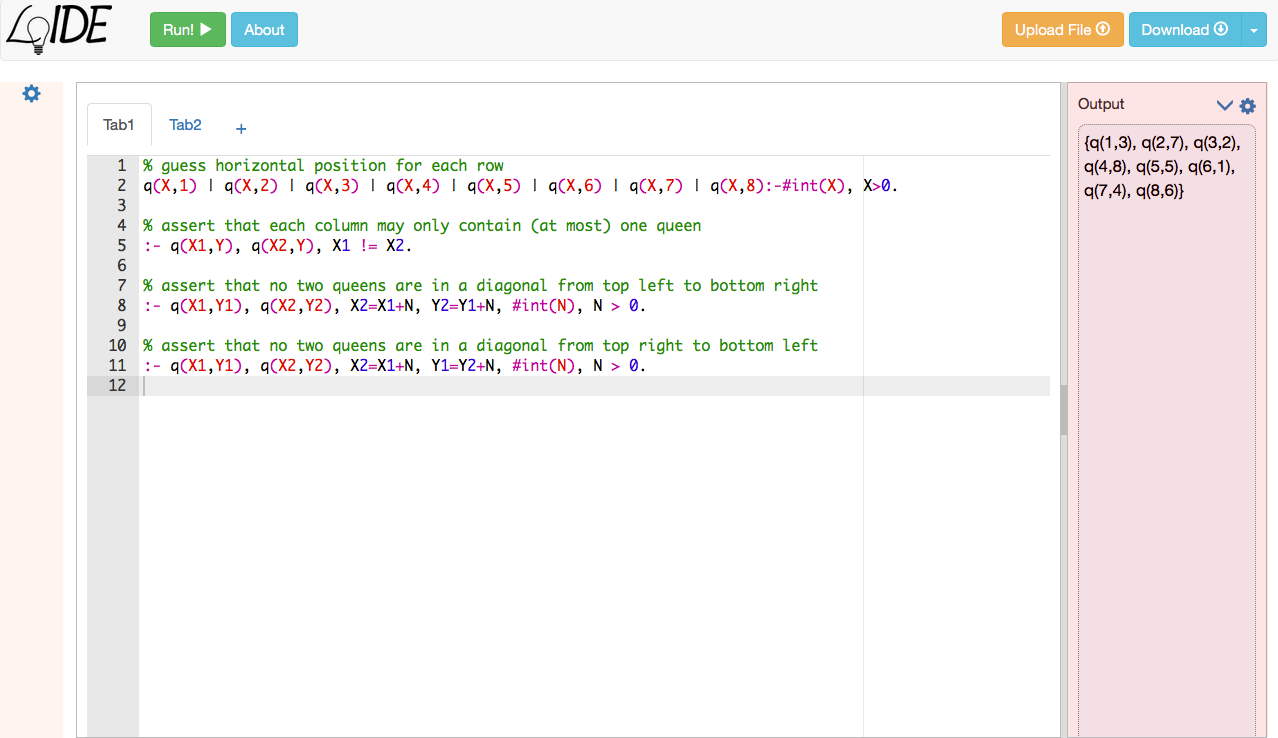 LoIDE
Run!
About
Upload File
Download
Tab1
Tab2
+
1 % guess horizontal position for each row
2 q(X,1) | q(X,2) | q(X,3) | q(X,4) | q(X,5) | q(X,6) | q(X,7) | q(X,8):-#int(X), X>0.
3
4 % assert that each column may only contain (at most) one queen
5 :- q(X1,Y), q(X2,Y), X1 != X2.
6
7 % assert that no two queens are in a diagonal from top left to bottom right
8 :- q(X1,Y1), q(X2,Y2), X2=X1+N, Y2=Y1+N, #int(N), N > 0.
9
10 % assert that no two queens are in a diagonal from top right to bottom left
11 :- q(X1,Y1), q(X2,Y2), X2=X1+N, Y1=Y2+N, #int(N), N > 0.
12
Output
{q(1,3), q(2,7), q(3,2),
q(4,8), q(5,5), q(6,1),
q(7,4), q(8,6)}